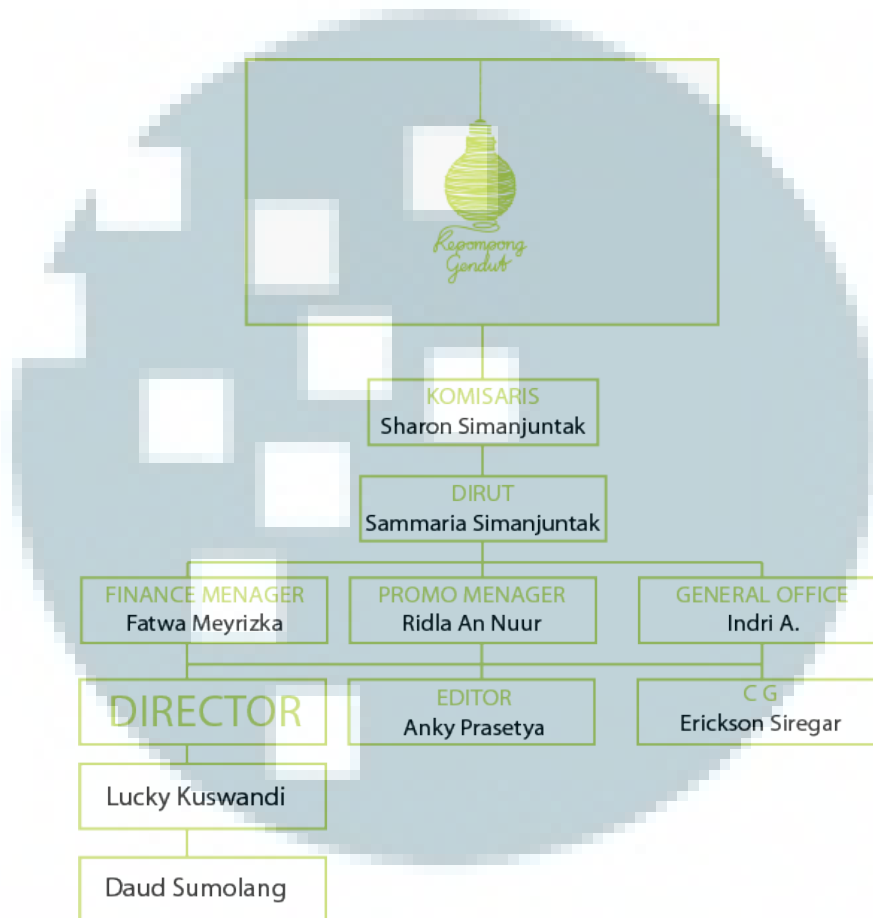 Kepompong
Gendut
KOMISARIS
Sharon Simanjuntak
DIRUT
Sammaria Simanjuntak
FINANCE MENAGER
Fatwa Meyrizka
PROMO MENAGER
Ridla An Nuur
GENERAL OFFICE
Indri A.
DIRECTOR
EDITOR
Anky Prasetya
C G
Erickson Siregar
Lucky Kuswandi
Daud Sumolang